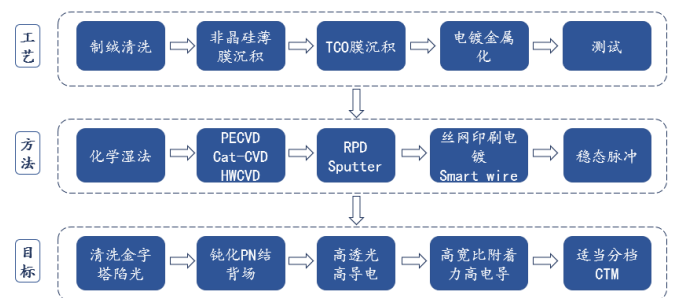 工艺
制绒清洗
非晶硅薄
膜沉积
TCO膜沉积
电镀金属
化
测试
方法
化学湿法
PECVD
Cat-CVD
HWCVD
RPD
Sputter
丝网印刷电
镀
Smart wire
稳态脉冲
目标
清洗金字
塔陷光
钝化PN结
背场
高透光
高导电
高宽比附着
力高电导
适当分档
CTM